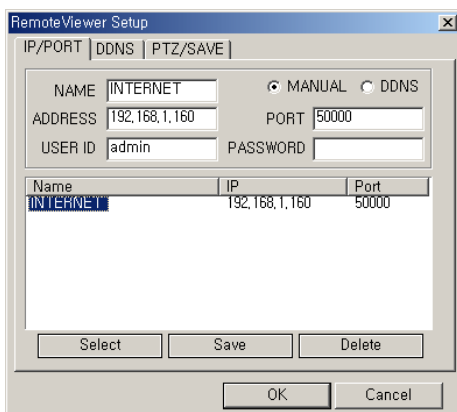 RemoteViewer Setup
IP/PORT DDNS PTZ/SAVE
NAME INTERNET MANUAL DDNS
ADDRESS 192,168,1,160 PORT 50000
USER ID admin PASSWORD
Name IP Port
INTERNET 192,168,1,160 50000
Select Save Delete
OK Cancel